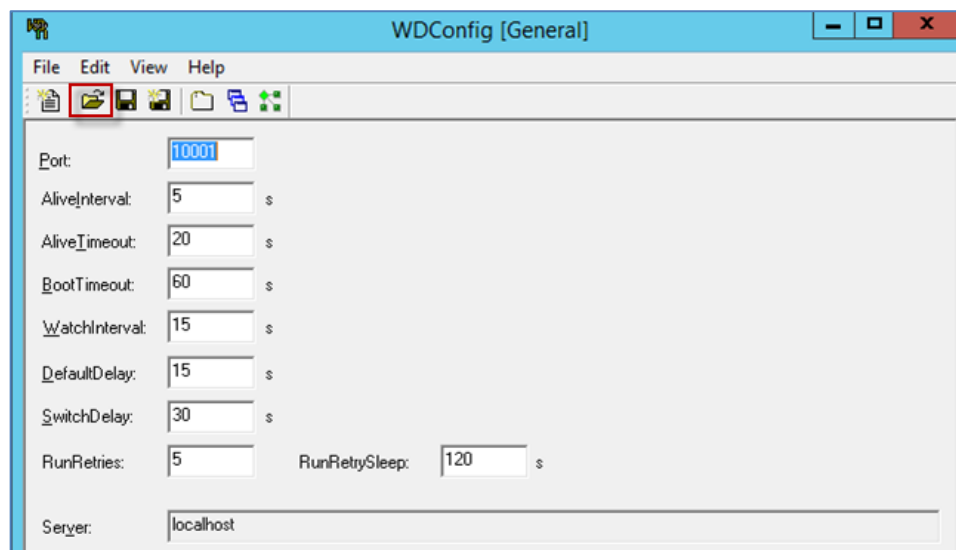 WDConfig [General]
File Edit View Help
Port: 10001
AliveInterval: 5 s
AliveTimeout: 20 s
BootTimeout: 60 s
WatchInterval: 15 s
DefaultDelay: 15 s
SwitchDelay: 30 s
RunRetries: 5 RunRetrySleep: 120 s
Server: localhost